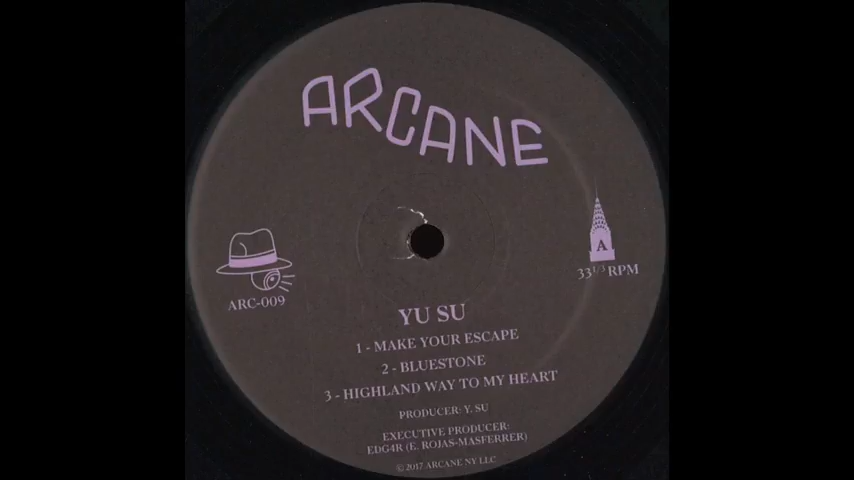 ARCANE
A
33 1/3 RPM
ARC-009
YU SU
1 - MAKE YOUR ESCAPE
2 - BLUESTONE
3 - HIGHLAND WAY TO MY HEART
PRODUCER: Y. SU
EXECUTIVE PRODUCER:
EDG4R (E. ROJAS-MASFERRER)
© 2017 ARCANE NY LLC